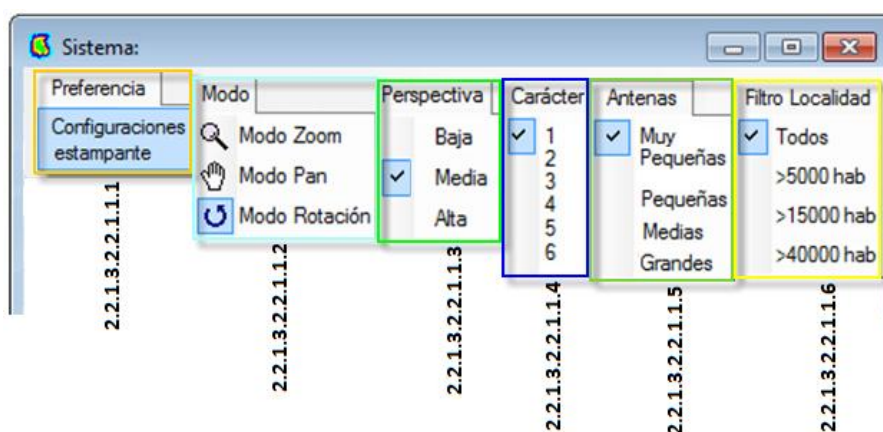 Sistema:
Preferencia
Configuraciones
estampante
Modo
Modo Zoom
Modo Pan
Modo Rotación
Perspectiva
Baja
Media
Alta
Carácter
1
2
3
4
5
6
Antenas
Muy
Pequeñas
Pequeñas
Medias
Grandes
Filtro Localidad
Todos
>5000 hab
>15000 hab
>40000 hab
2.2.1.3.2.2.1.1.1
2.2.1.3.2.2.1.1.2
2.2.1.3.2.2.1.1.3
2.2.1.3.2.2.1.1.4
2.2.1.3.2.2.1.1.5
2.2.1.3.2.2.1.1.6